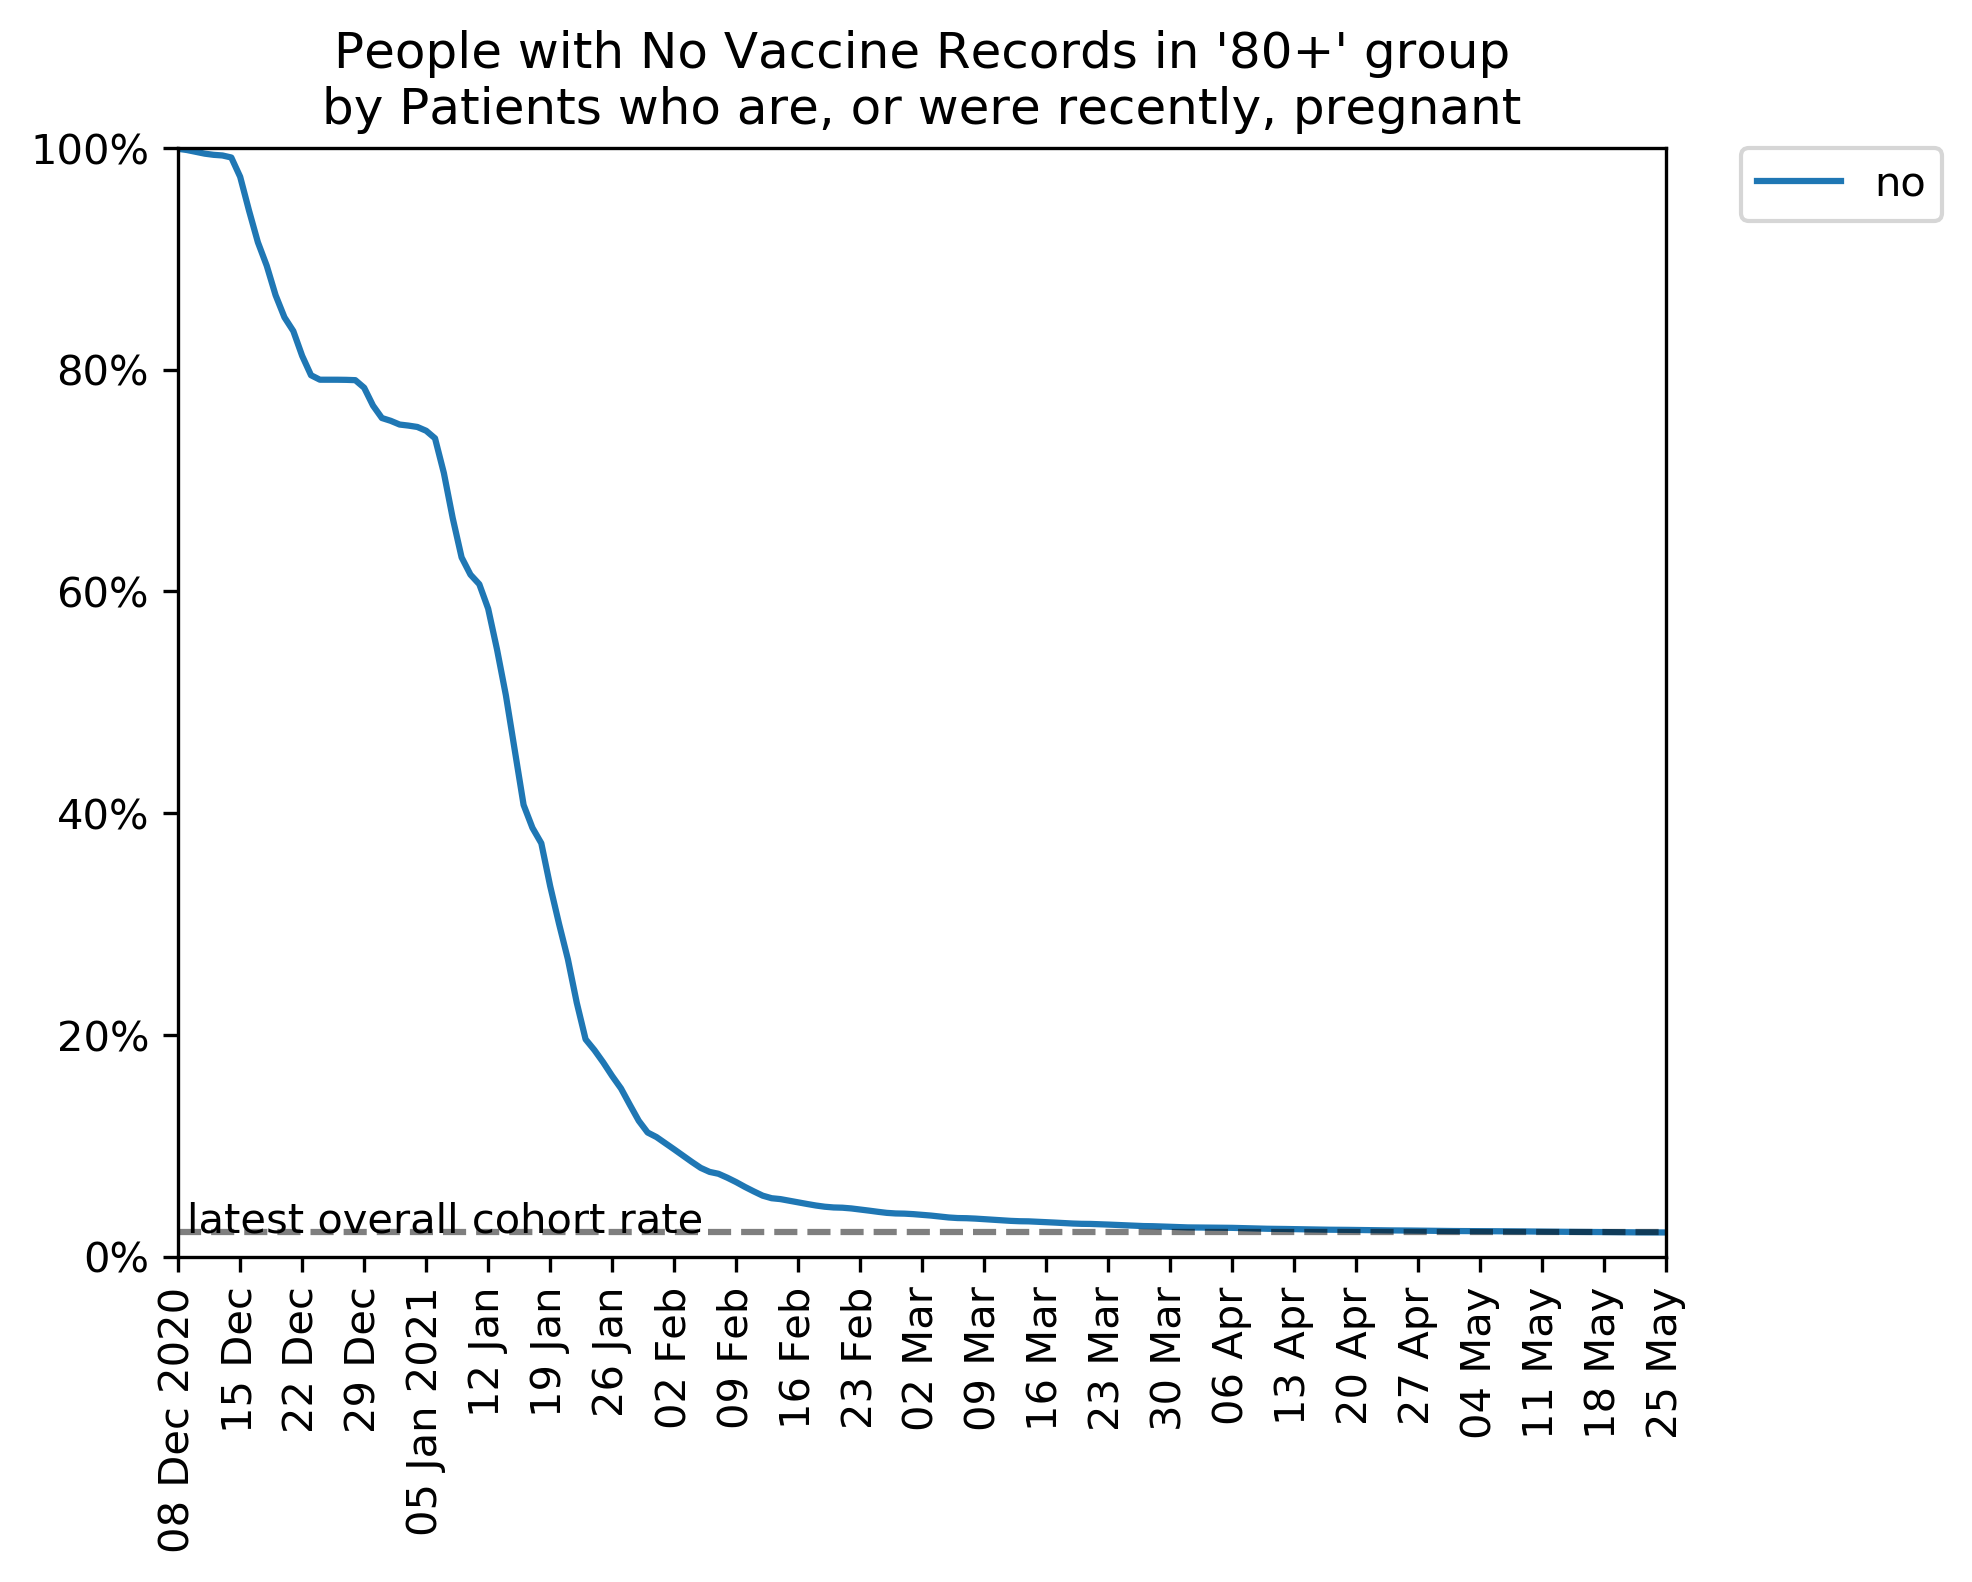 People with No Vaccine Records in '80+' group
by Patients who are, or were recently, pregnant
100%
80%
60%
40%
20%
0%
no
latest overall cohort rate
08 Dec 2020
15 Dec
22 Dec
29 Dec
05 Jan 2021
12 Jan
19 Jan
26 Jan
02 Feb
09 Feb
16 Feb
23 Feb
02 Mar
09 Mar
16 Mar
23 Mar
30 Mar
06 Apr
13 Apr
20 Apr
27 Apr
04 May
11 May
18 May
25 May